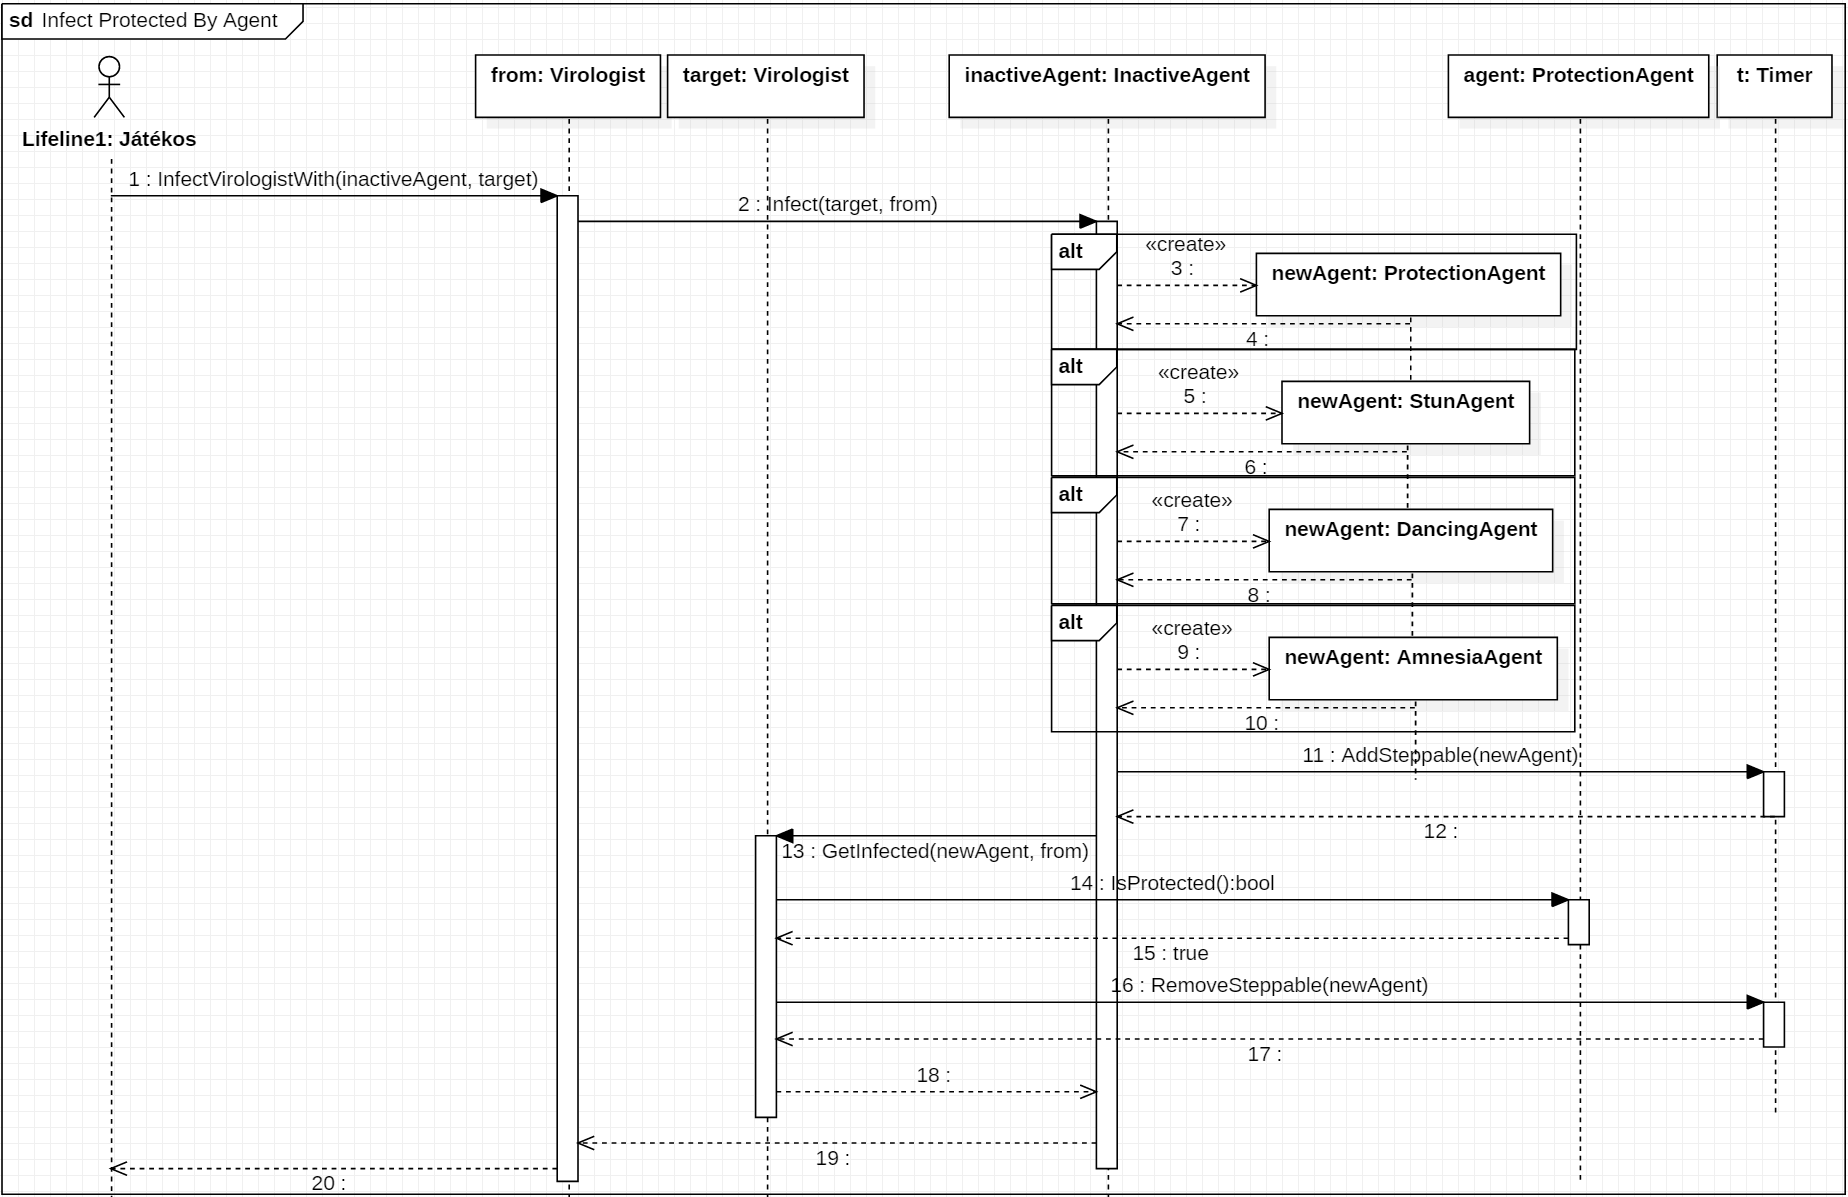 sd Infect Protected By Agent
from: Virologist
target: Virologist
inactiveAgent: InactiveAgent
agent: ProtectionAgent
t: Timer
Lifeline1: Játékos
1 : InfectVirologistWith(inactiveAgent, target)
2 : Infect(target, from)
alt
«create»
3 :
newAgent: ProtectionAgent
4 :
alt
«create»
5 :
newAgent: StunAgent
6 :
alt
«create»
7 :
newAgent: DancingAgent
8 :
alt
«create»
9 :
newAgent: AmnesiaAgent
10 :
11 : AddSteppable(newAgent)
12 :
13 : GetInfected(newAgent, from)
14 : IsProtected():bool
15 : true
16 : RemoveSteppable(newAgent)
17 :
18 :
19 :
20 :